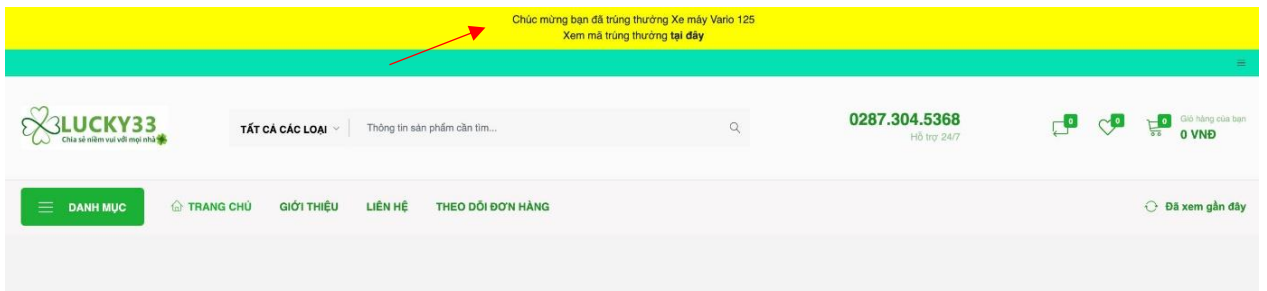 Chúc mừng bạn đã trúng thưởng Xe máy Vario 125
Xem mã trúng thưởng tại đây
LUCKY33
Chia sẻ niềm vui với mọi nhà
TẤT CẢ CÁC LOẠI
Thông tin sản phẩm cần tìm...
0287.304.5368
Hỗ trợ 24/7
0
0
0
Giỏ hàng của bạn
0 VNĐ
DANH MỤC
TRANG CHỦ
GIỚI THIỆU
LIÊN HỆ
THEO DÕI ĐƠN HÀNG
Đã xem gần đây